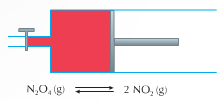 N₂O₄ (g) ⇌ 2 NO₂ (g)